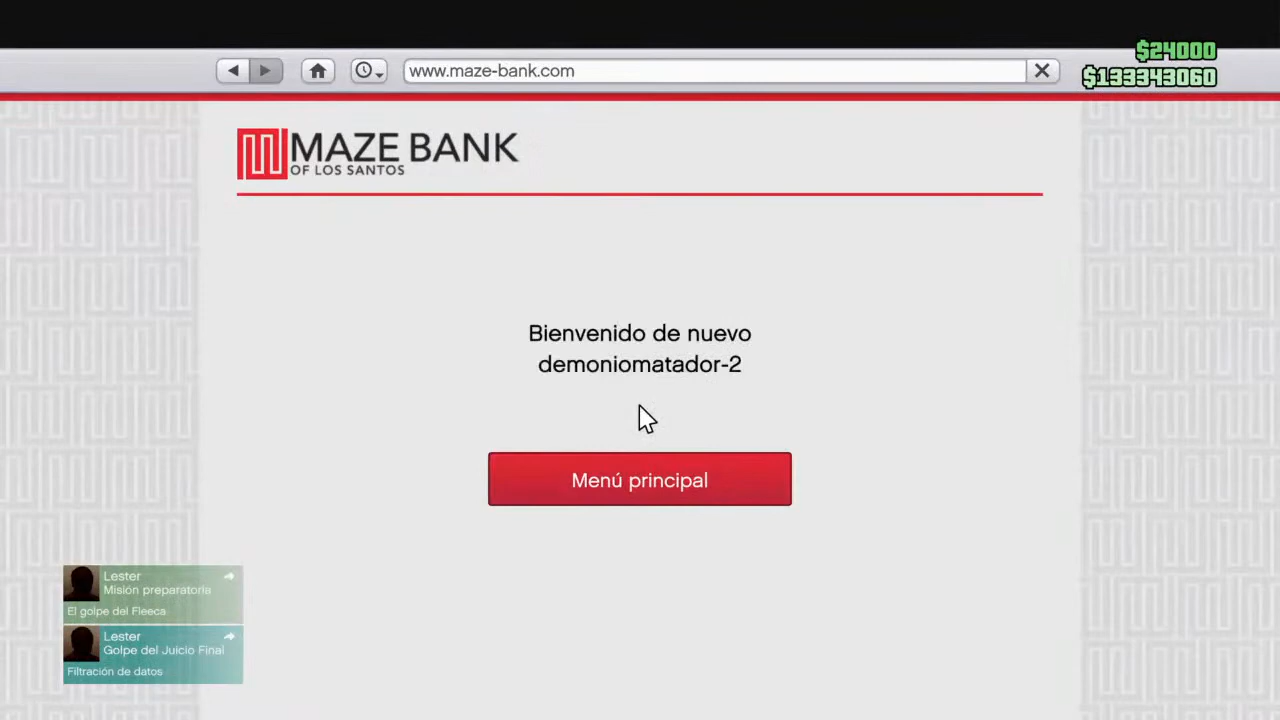 $24000
www.maze-bank.com
$133343060
MAZE BANK
OF LOS SANTOS
Bienvenido de nuevo
demoniomatador-2
Menú principal
Lester
Misión preparatoria
El golpe del Fleeca
Lester
Golpe del Juicio Final
Filtración de datos